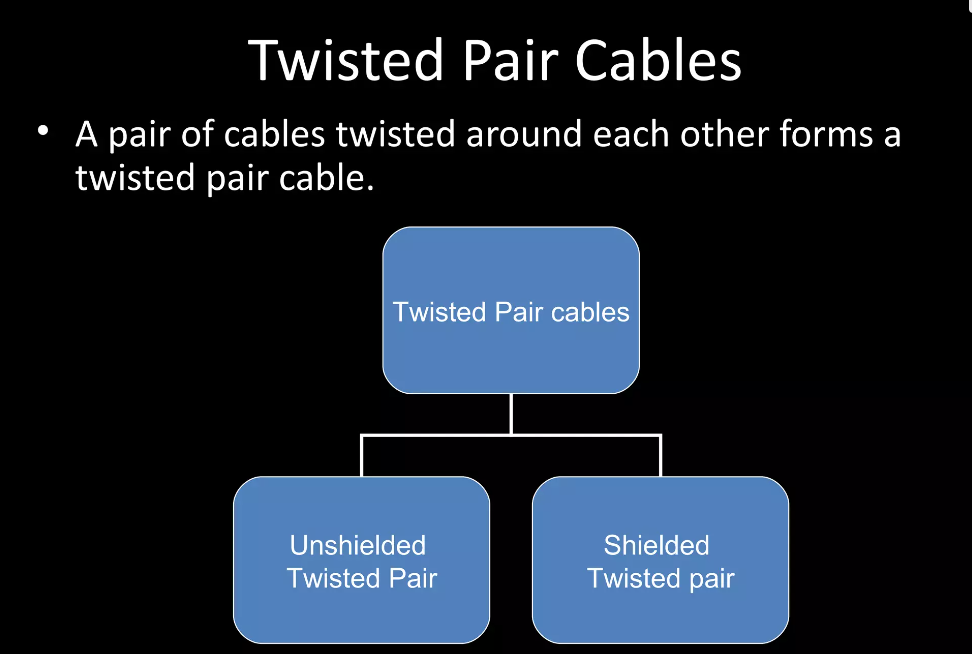 Twisted Pair Cables
• A pair of cables twisted around each other forms a
twisted pair cable.
Twisted Pair cables
Unshielded
Twisted Pair
Shielded
Twisted pair